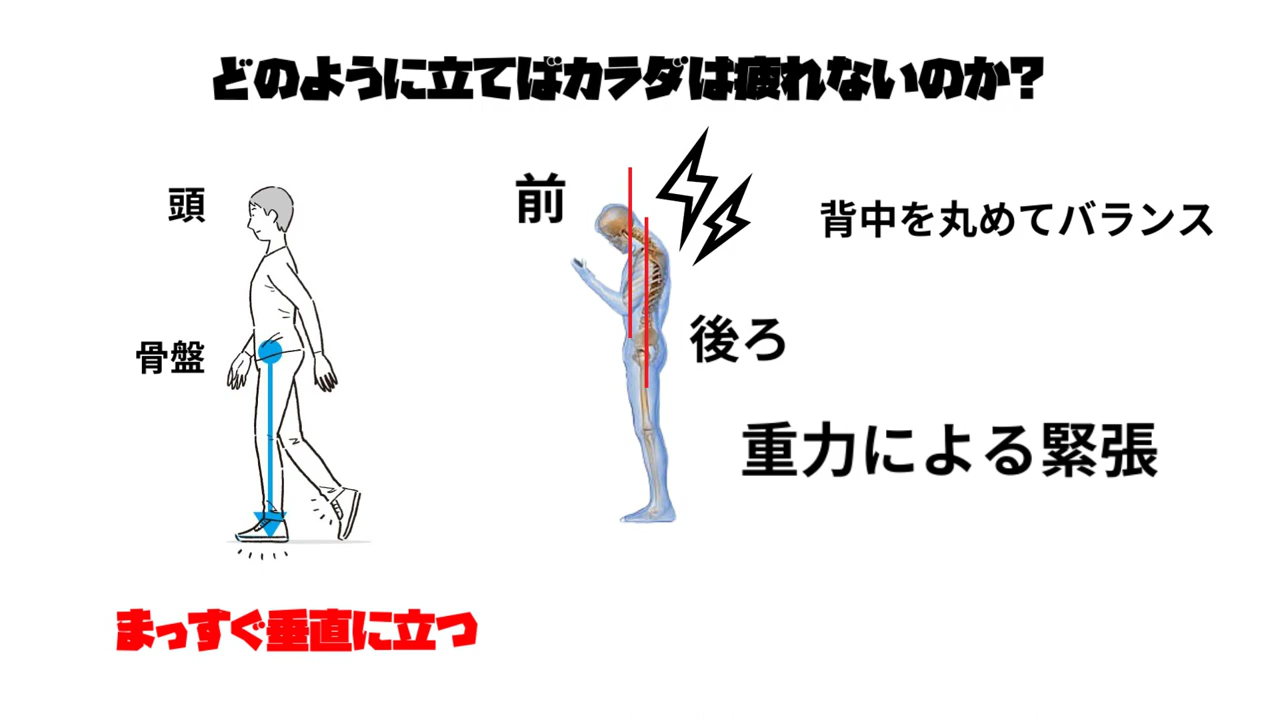 どのように立てばカラダは疲れないのか?
頭
前
背中を丸めてバランス
後ろ
骨盤
重力による緊張
まっすぐ垂直に立つ